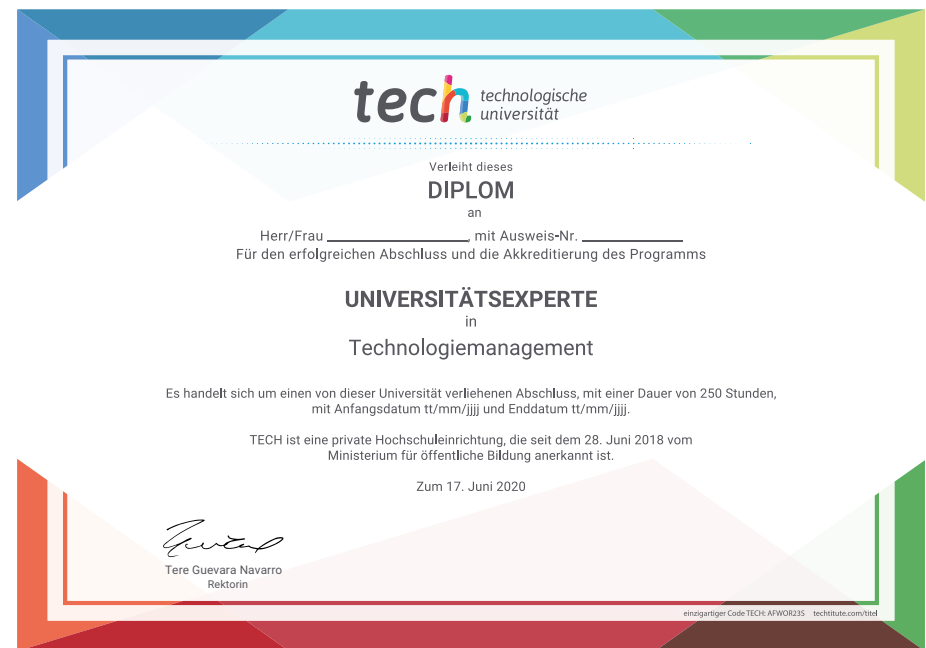 tech technologische
universität
Verleiht dieses
DIPLOM
an
Herr/Frau ____________, mit Ausweis-Nr. ____________
Für den erfolgreichen Abschluss und die Akkreditierung des Programms
UNIVERSITÄTSEXPERTE
in
Technologiemanagement
Es handelt sich um einen von dieser Universität verliehenen Abschluss, mit einer Dauer von 250 Stunden,
mit Anfangsdatum tt/mm/jjjj und Enddatum tt/mm/jjjj.
TECH ist eine private Hochschuleinrichtung, die seit dem 28. Juni 2018 vom
Ministerium für öffentliche Bildung anerkannt ist.
Zum 17. Juni 2020
Tere Guevara Navarro
Rektorin
einzigartiger Code TECH: AFWOR23S techtitute.com/titel